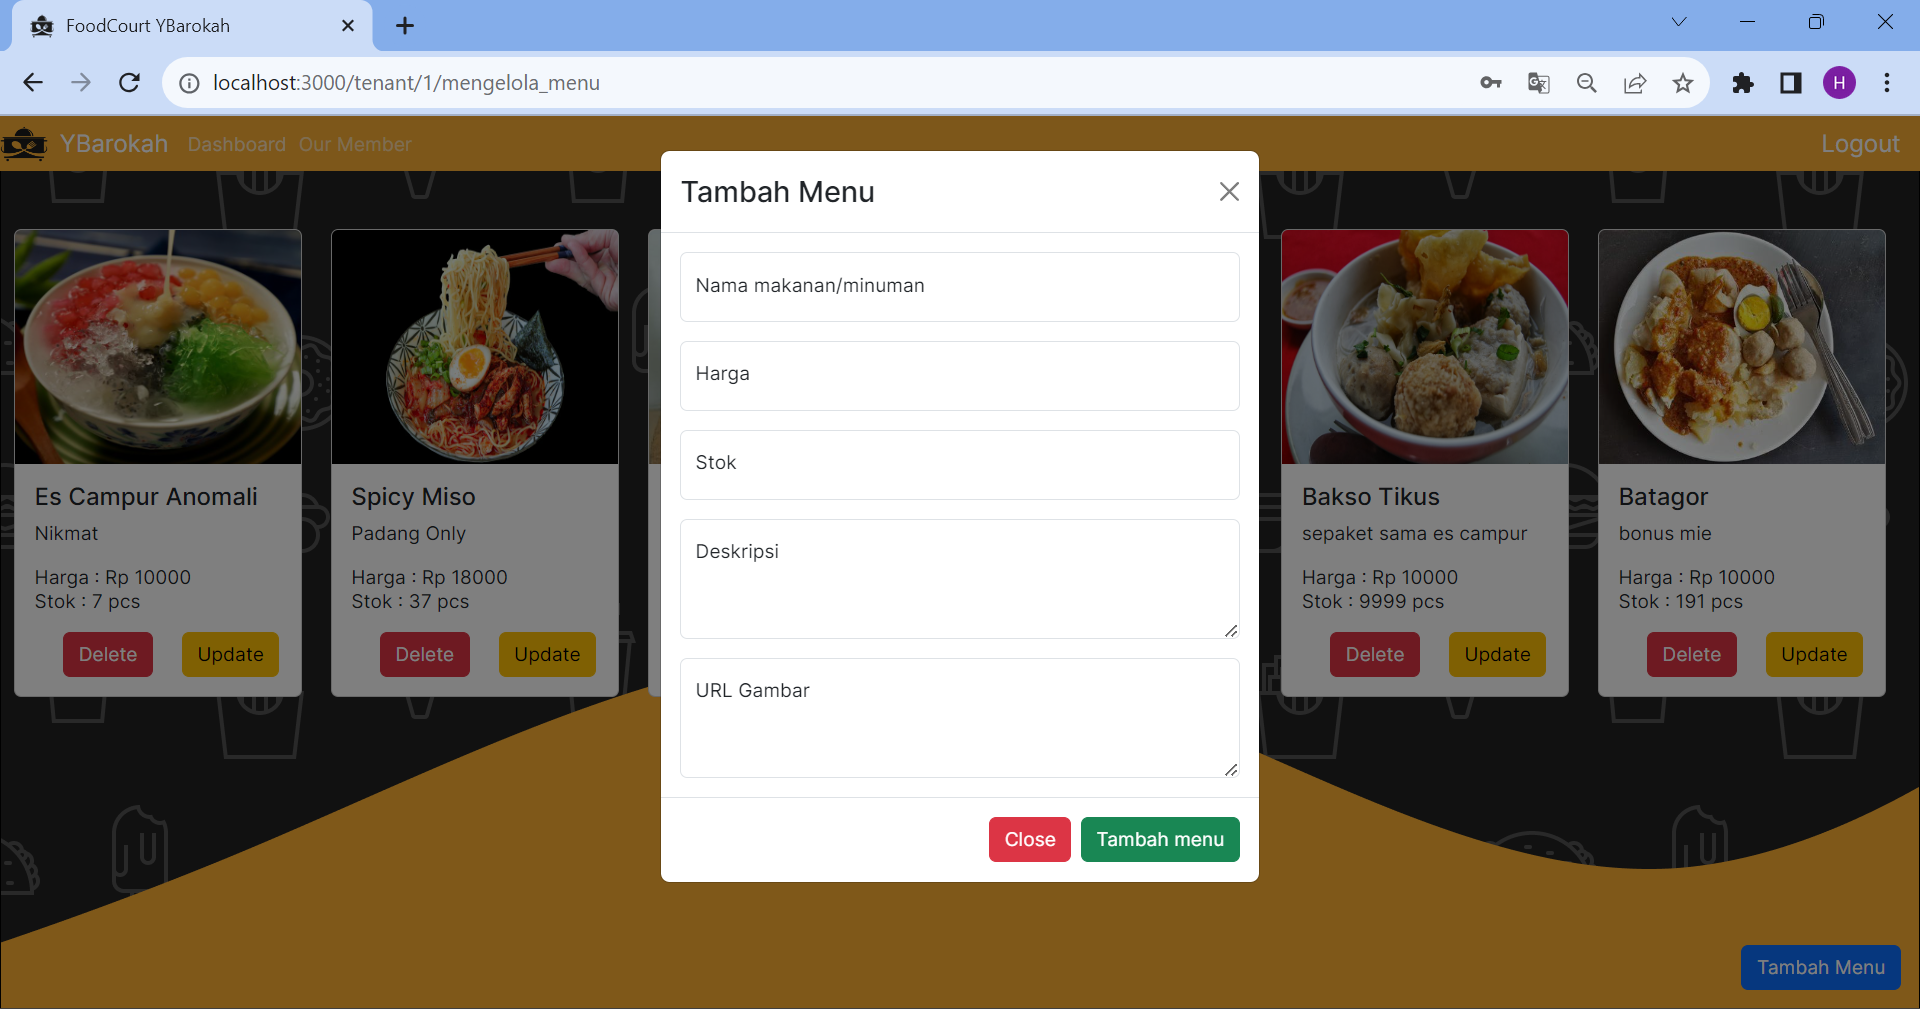 FoodCourt YBarokah
localhost:3000/tenant/1/mengelola_menu
H
YBarokah Dashboard Our Member Logout
Tambah Menu
Nama makanan/minuman
Harga
Stok
Deskripsi
URL Gambar
Close Tambah menu
Es Campur Anomali
Nikmat
Harga : Rp 10000
Stok : 7 pcs
Delete Update
Spicy Miso
Padang Only
Harga : Rp 18000
Stok : 37 pcs
Delete Update
Bakso Tikus
sepaket sama es campur
Harga : Rp 10000
Stok : 9999 pcs
Delete Update
Batagor
bonus mie
Harga : Rp 10000
Stok : 191 pcs
Delete Update
Tambah Menu